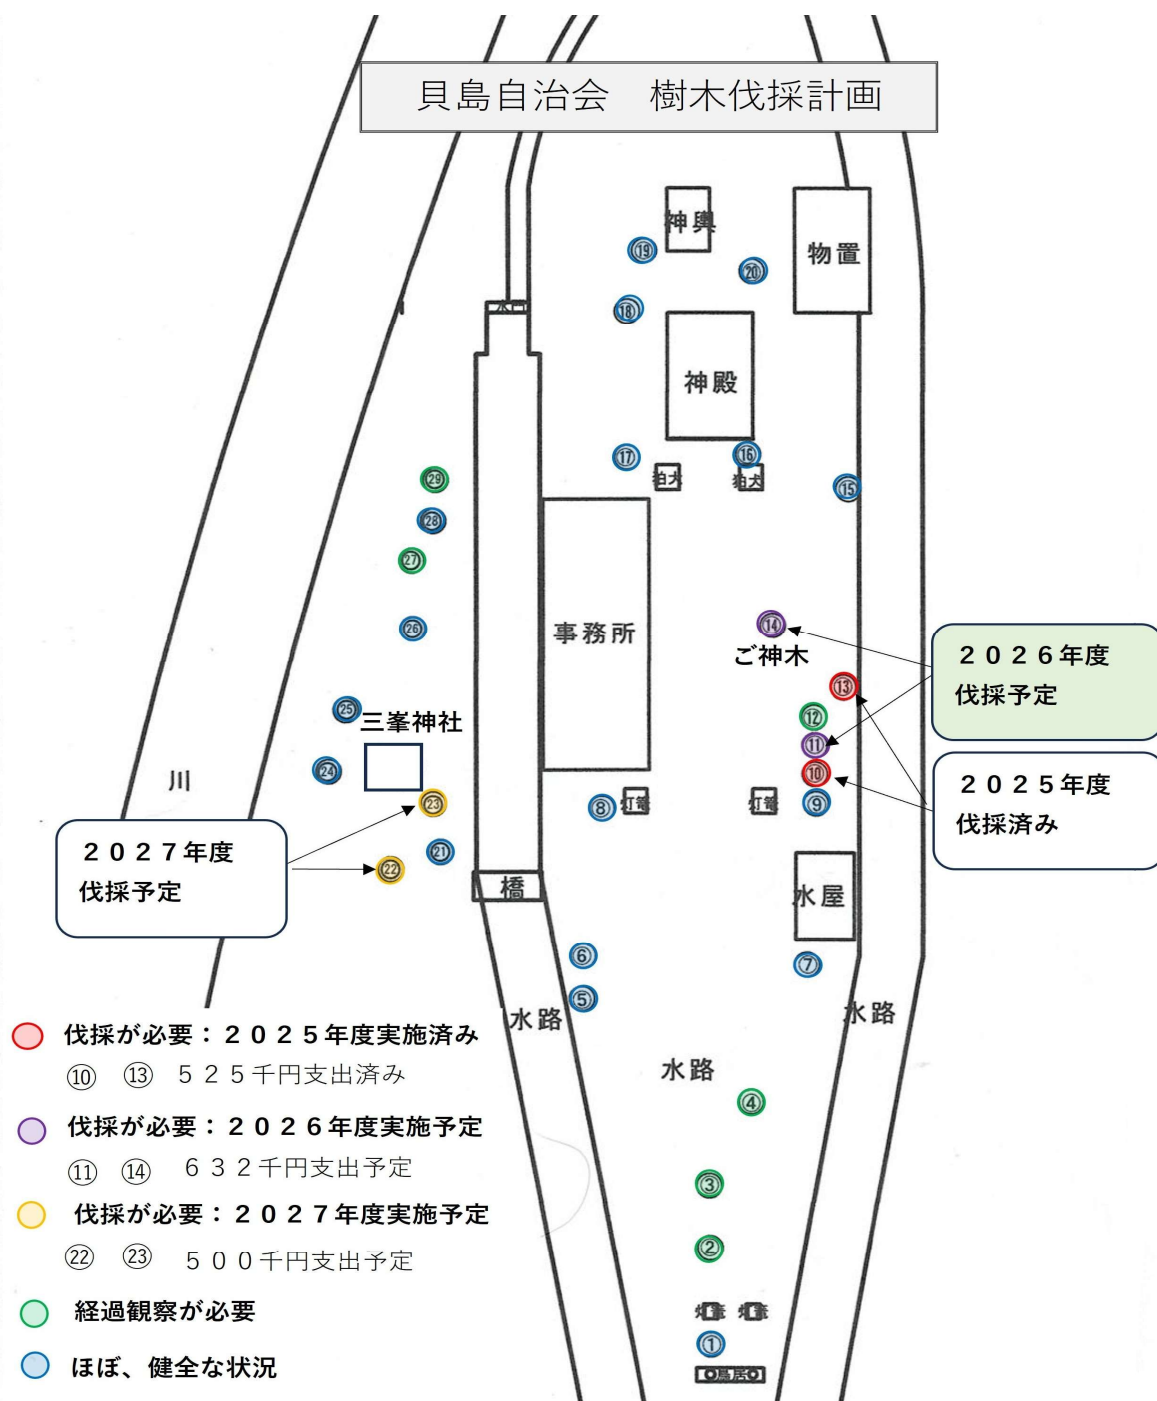 貝島自治会　樹木伐採計画
神輿
物置
⑲
⑳
⑱
水門
神殿
⑰
⑯
狛犬
狛犬
⑮
㉙
㉘
㉗
㉖
事務所
⑭
ご神木
２０２６年度
伐採予定
⑬
⑫
⑪
⑩
⑨
２０２５年度
伐採済み
㉕
三峯神社
㉔
川
㉓
⑧
灯篭
灯篭
２０２７年度
伐採予定
㉑
㉒
橋
水屋
⑥
⑦
⑤
水路
水路
水路
④
③
②
灯篭
灯篭
①
鳥居
伐採が必要：２０２５年度実施済み
⑩　⑬　５２５千円支出済み
伐採が必要：２０２６年度実施予定
⑪　⑭　６３２千円支出予定
伐採が必要：２０２７年度実施予定
㉒　㉓　５００千円支出予定
経過観察が必要
ほぼ、健全な状況